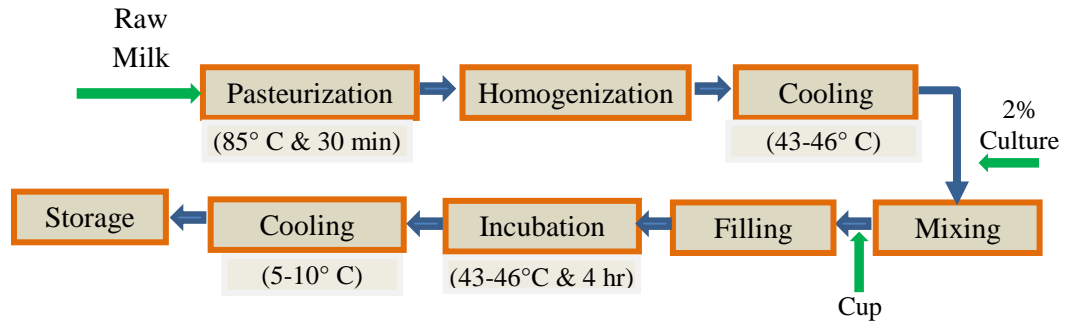 Raw
Milk
Pasteurization
Homogenization
Cooling
(85° C & 30 min)
(43-46° C)
2%
Culture
Storage
Cooling
Incubation
Filling
Mixing
(5-10° C)
(43-46°C & 4 hr)
Cup